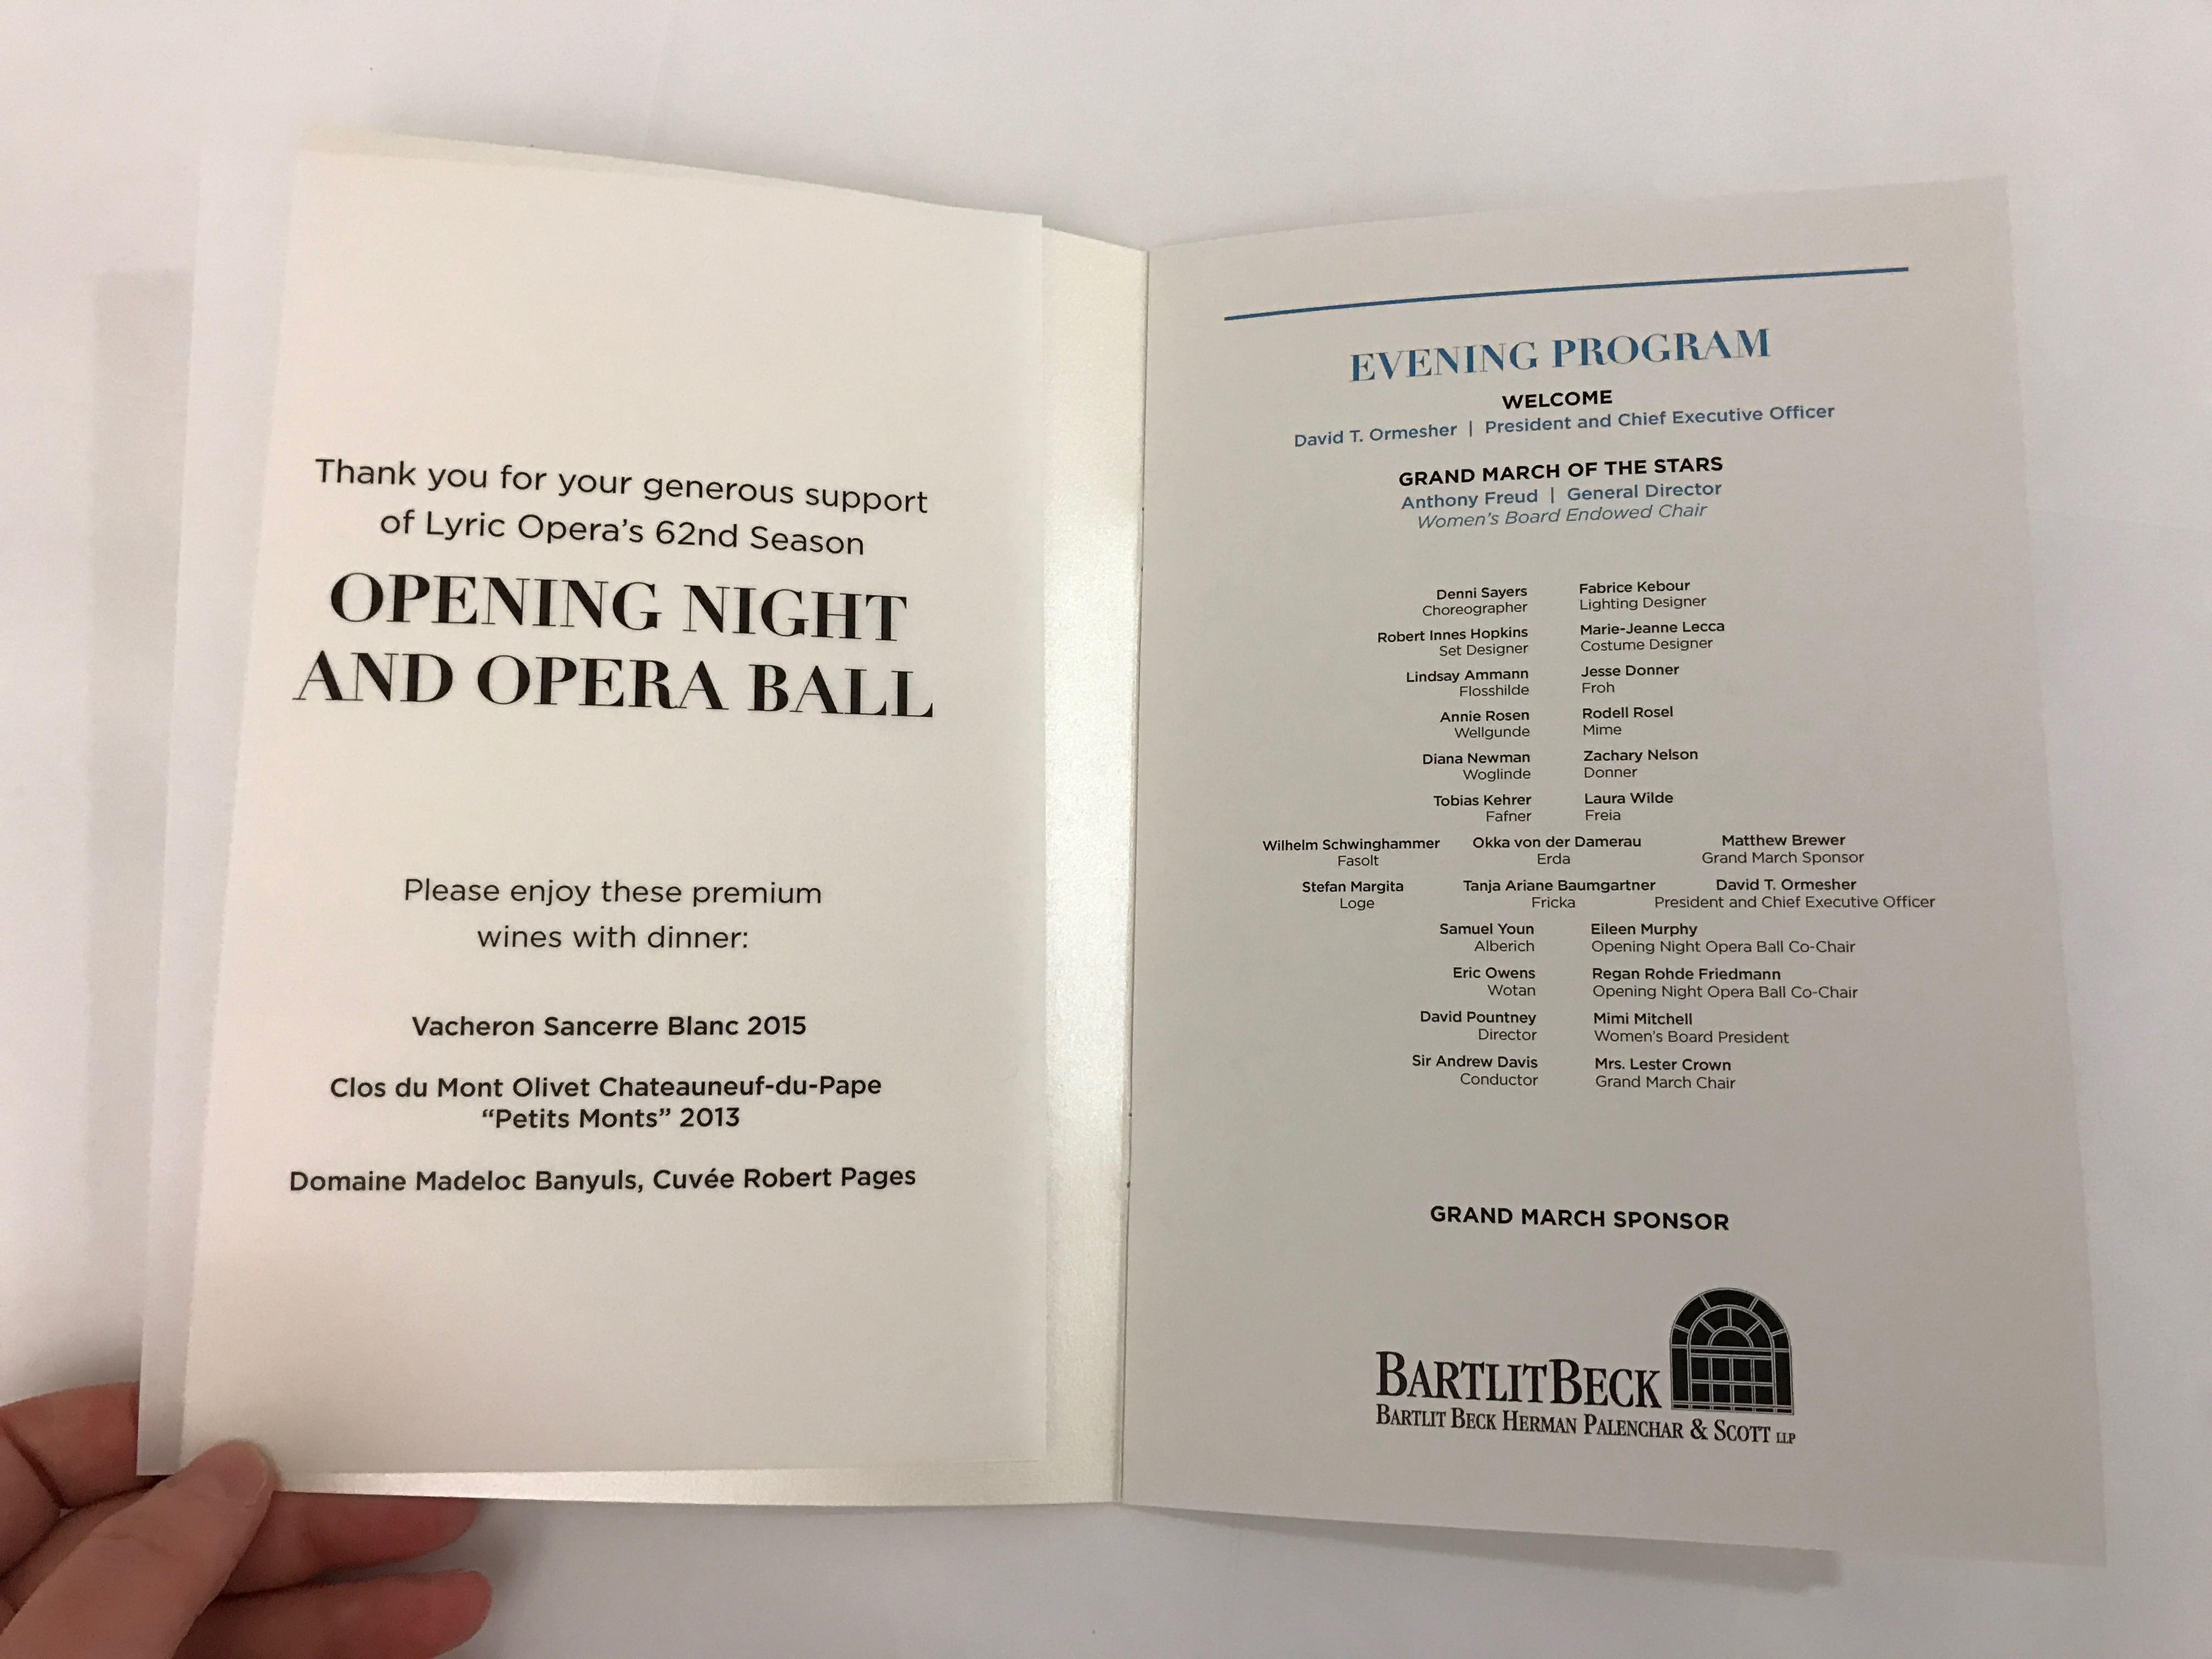 Thank you for your generous support
of Lyric Opera's 62nd Season
OPENING NIGHT
AND OPERA BALL
Please enjoy these premium
wines with dinner:
Vacheron Sancerre Blanc 2015
Clos du Mont Olivet Chateauneuf-du-Pape
“Petits Monts” 2013
Domaine Madeloc Banyuls, Cuvée Robert Pages
EVENING PROGRAM
WELCOME
David T. Ormesher | President and Chief Executive Officer
GRAND MARCH OF THE STARS
Anthony Freud | General Director
Women's Board Endowed Chair
Denni Sayers Fabrice Kebour
Choreographer Lighting Designer
Robert Innes Hopkins Marie-Jeanne Lecca
Set Designer Costume Designer
Lindsay Ammann Jesse Donner
Flosshilde Froh
Annie Rosen Rodell Rosel
Wellgunde Mime
Diana Newman Zachary Nelson
Woglinde Donner
Tobias Kehrer Laura Wilde
Fafner Freia
Wilhelm Schwinghammer Okka von der Damerau Matthew Brewer
Fasolt Erda Grand March Sponsor
Stefan Margita Tanja Ariane Baumgartner David T. Ormesher
Loge Fricka President and Chief Executive Officer
Samuel Youn Eileen Murphy
Alberich Opening Night Opera Ball Co-Chair
Eric Owens Regan Rohde Friedmann
Wotan Opening Night Opera Ball Co-Chair
David Pountney Mimi Mitchell
Director Women's Board President
Sir Andrew Davis Mrs. Lester Crown
Conductor Grand March Chair
GRAND MARCH SPONSOR
BARTLITBECK
BARTLIT BECK HERMAN PALENCHAR & SCOTT LLP